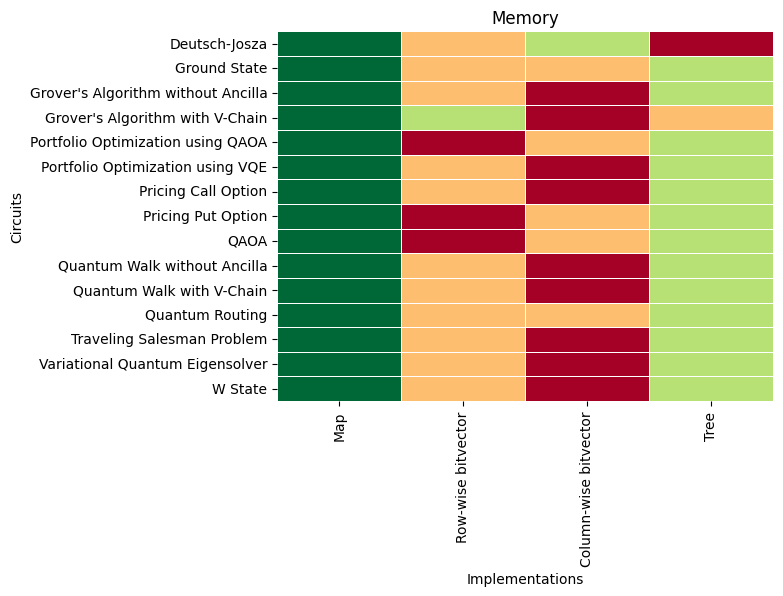 Memory
Circuits
Deutsch-Josza
Ground State
Grover's Algorithm without Ancilla
Grover's Algorithm with V-Chain
Portfolio Optimization using QAOA
Portfolio Optimization using VQE
Pricing Call Option
Pricing Put Option
QAOA
Quantum Walk without Ancilla
Quantum Walk with V-Chain
Quantum Routing
Traveling Salesman Problem
Variational Quantum Eigensolver
W State
Map
Row-wise bitvector
Column-wise bitvector
Tree
Implementations